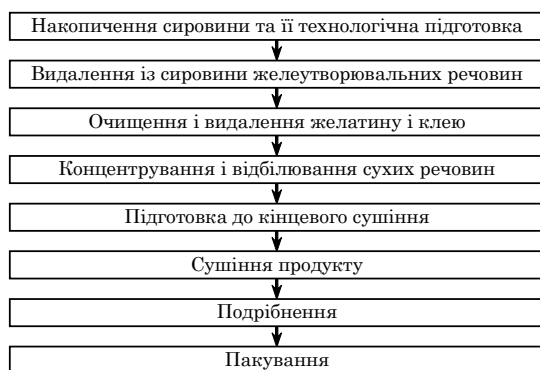 Накопичення сировини та її технологічна підготовка
Видалення із сировини желеутворювальних речовин
Очищення і видалення желатину і клею
Концентрування і відбілювання сухих речовин
Підготовка до кінцевого сушіння
Сушіння продукту
Подрібнення
Пакування